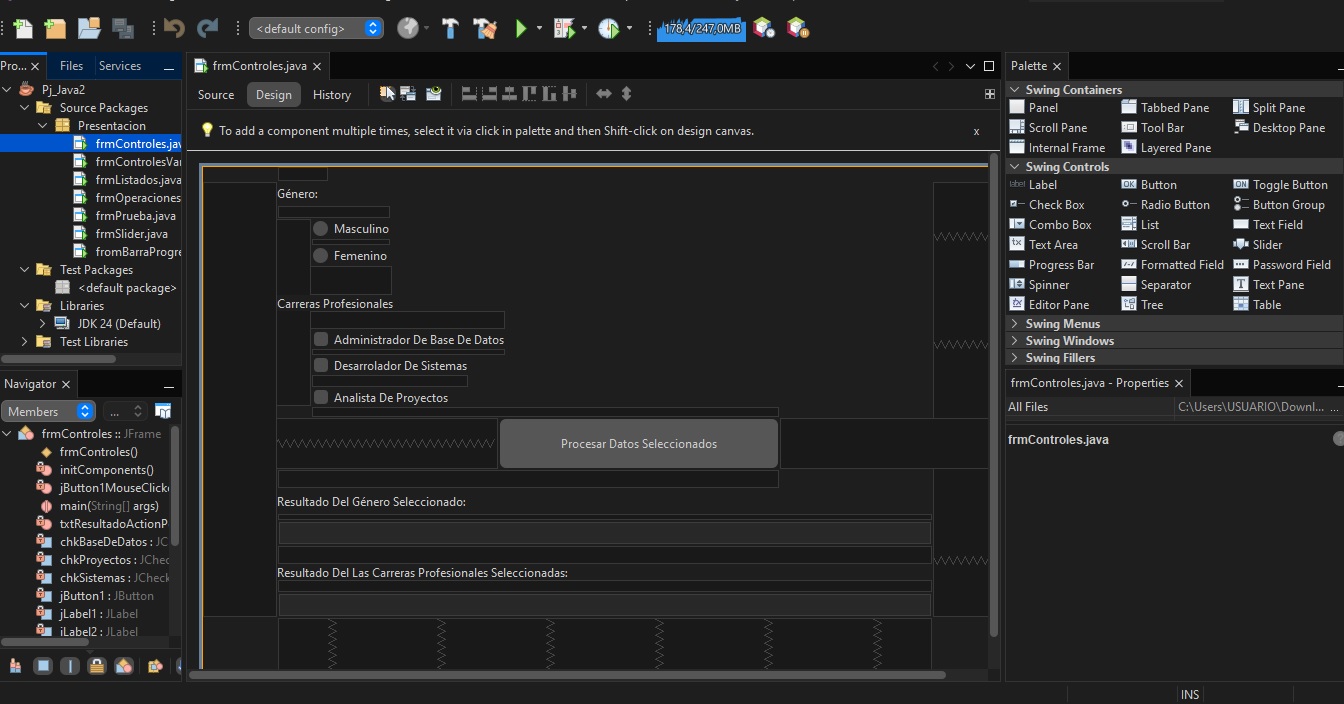 <default config>
178,4/247,0MB
Pro...
Files
Services
Pj_Java2
Source Packages
Presentacion
frmControles.jav
frmControlesVar
frmListados.java
frmOperaciones
frmPrueba.java
frmSlider.java
fromBarraProgre
Test Packages
<default package>
Libraries
JDK 24 (Default)
Test Libraries
Navigator
Members
...
frmControles :: JFrame
frmControles()
initComponents()
jButton1MouseClicke
main(String[] args)
txtResultadoActionP
chkBaseDeDatos : JC
chkProyectos : JChec
chkSistemas : JCheck
jButton1 : JButton
jLabel1 : JLabel
jLabel2 : JLabel
frmControles.java
Source
Design
History
To add a component multiple times, select it via click in palette and then Shift-click on design canvas.
x
Género:
Masculino
Femenino
Carreras Profesionales
Administrador De Base De Datos
Desarrolador De Sistemas
Analista De Proyectos
Procesar Datos Seleccionados
Resultado Del Género Seleccionado:
Resultado Del Las Carreras Profesionales Seleccionadas:
Palette
Swing Containers
Panel Tabbed Pane Split Pane
Scroll Pane Tool Bar Desktop Pane
Internal Frame Layered Pane
Swing Controls
label Label OK Button ON Toggle Button
Check Box Radio Button Button Group
Combo Box List Text Field
Text Area Scroll Bar Slider
Progress Bar Formatted Field Password Field
Spinner Separator T Text Pane
Editor Pane Tree Table
Swing Menus
Swing Windows
Swing Fillers
frmControles.java - Properties
All Files C:\Users\USUARIO\Downl... ...
frmControles.java
INS